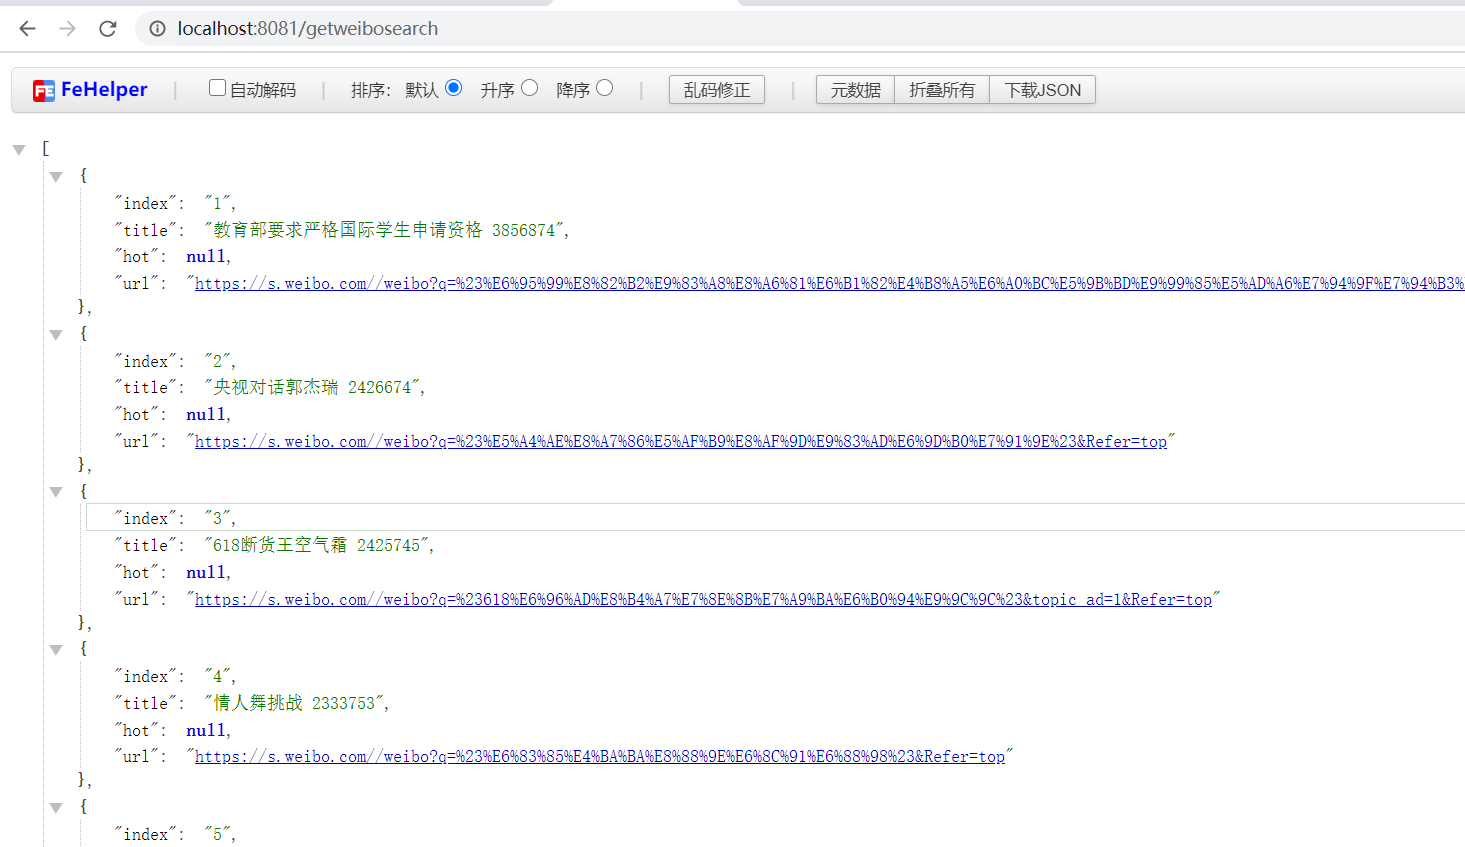 localhost:8081/getweibosearch
FeHelper | 自动解码 | 排序： 默认 升序 降序 | 乱码修正 | 元数据 折叠所有 下载JSON
[
{
"index": "1",
"title": "教育部要求严格国际学生申请资格 3856874",
"hot": null,
"url": "https://s.weibo.com//weibo?q=%23%E6%95%99%E8%82%B2%E9%83%A8%E8%A6%81%E6%B1%82%E4%B8%A5%E6%A0%BC%E5%9B%BD%E9%99%85%E5%AD%A6%E7%94%9F%E7%94%B3%
},
{
"index": "2",
"title": "央视对话郭杰瑞 2426674",
"hot": null,
"url": "https://s.weibo.com//weibo?q=%23%E5%A4%AE%E8%A7%86%E5%AF%B9%E8%AF%9D%E9%83%AD%E6%9D%B0%E7%91%9E%23&Refer=top"
},
{
"index": "3",
"title": "618断货王空气霜 2425745",
"hot": null,
"url": "https://s.weibo.com//weibo?q=%23618%E6%96%AD%E8%B4%A7%E7%8E%8B%E7%A9%BA%E6%B0%94%E9%9C%9C%23&topic_ad=1&Refer=top"
},
{
"index": "4",
"title": "情人舞挑战 2333753",
"hot": null,
"url": "https://s.weibo.com//weibo?q=%23%E6%83%85%E4%BA%BA%E8%88%9E%E6%8C%91%E6%88%98%23&Refer=top"
},
{
"index": "5",